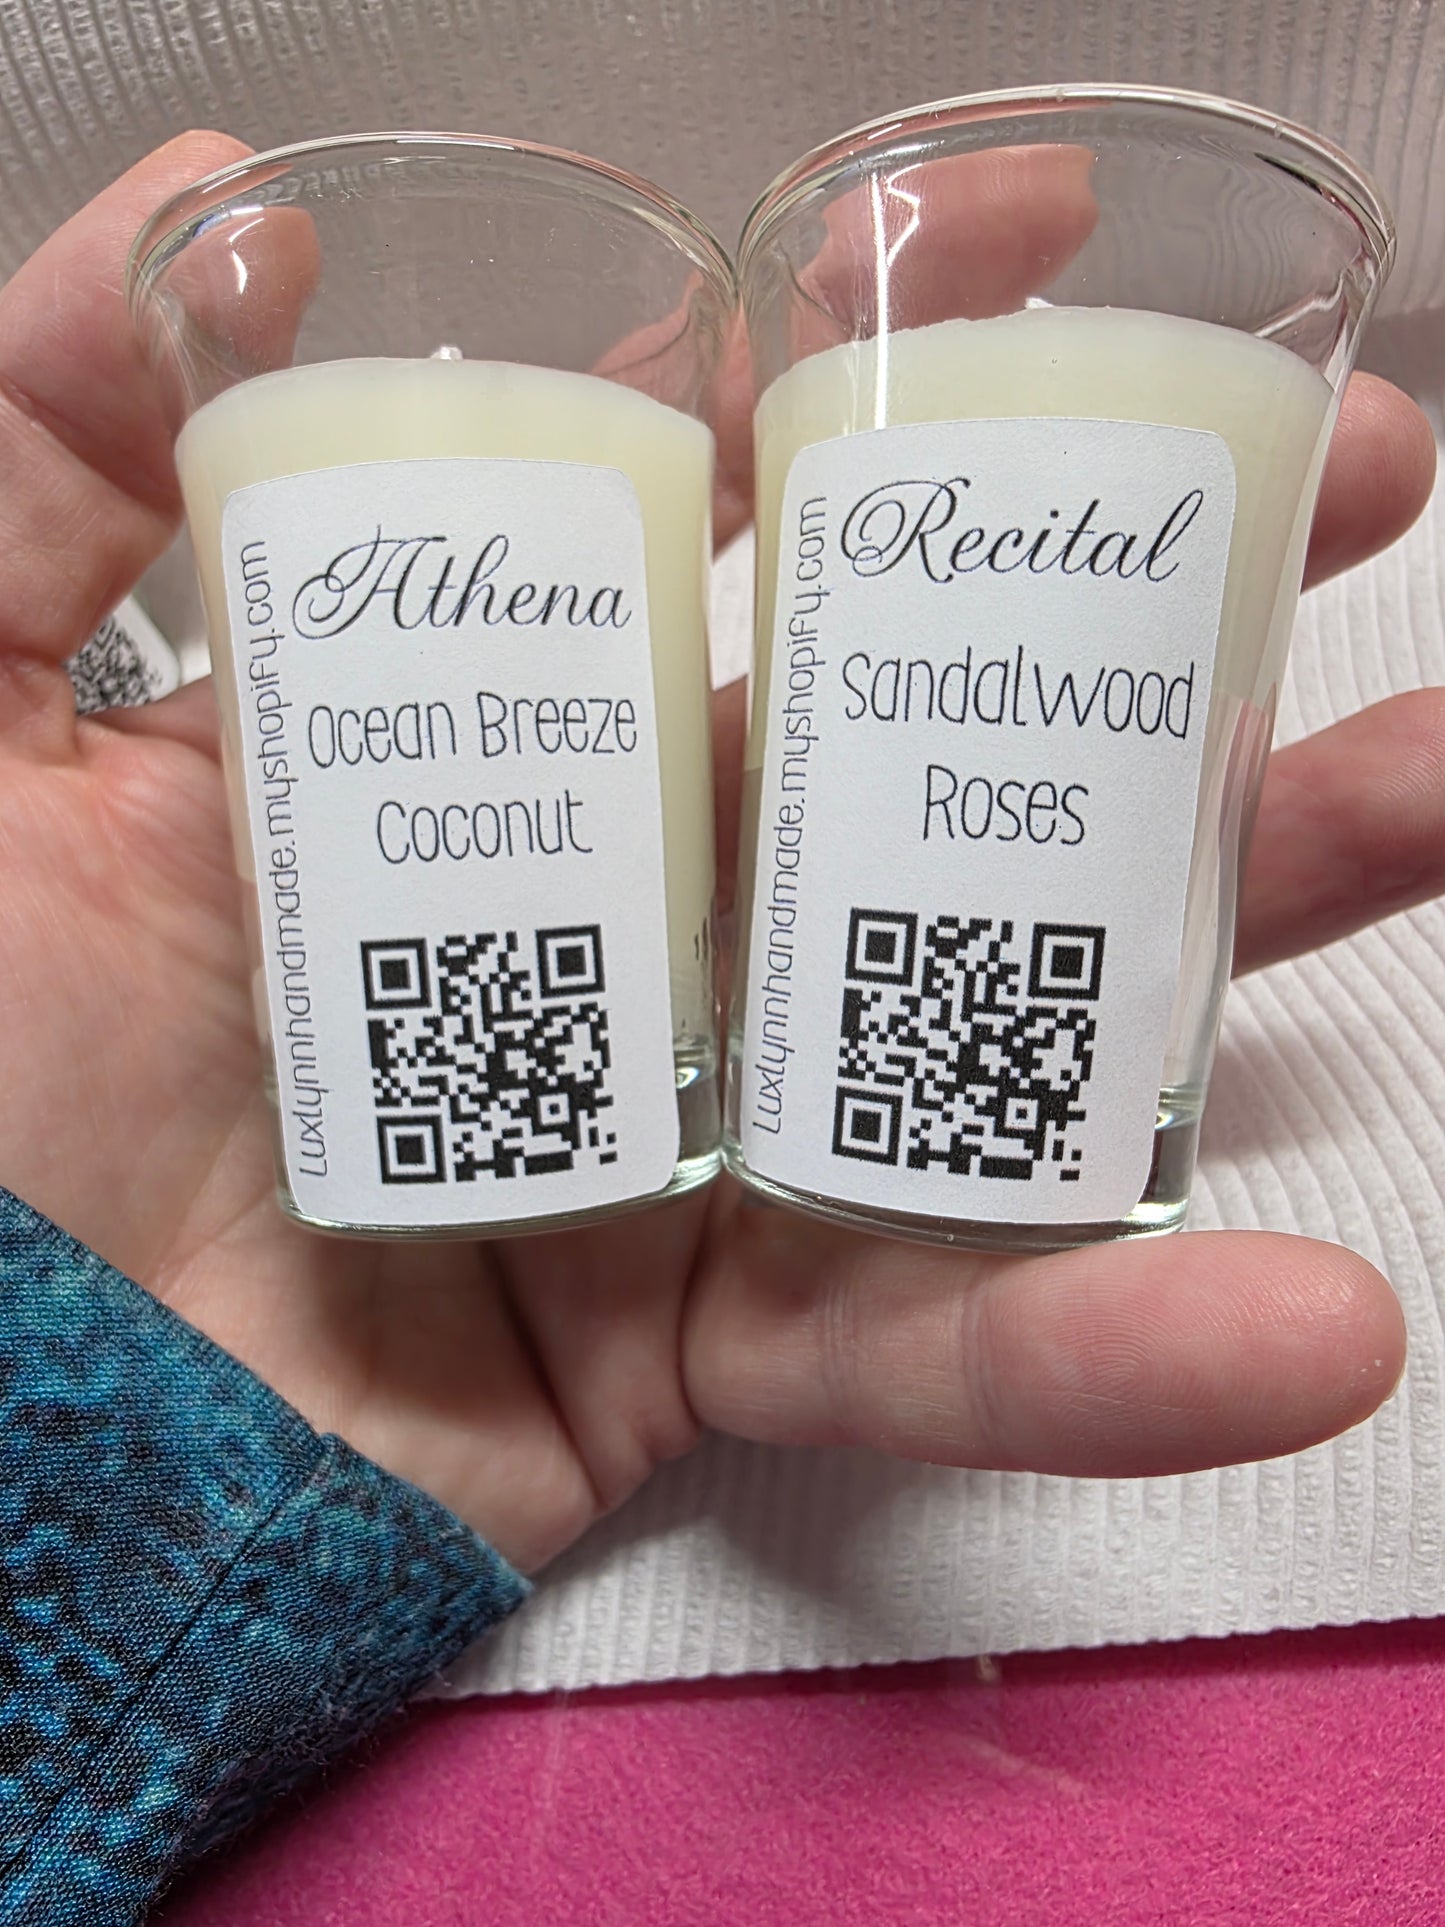 Athena
Ocean Breeze
Coconut
Luxlynnhandmade.myshopify.com
Recital
Sandalwood
Roses
Luxlynnhandmade.myshopify.com